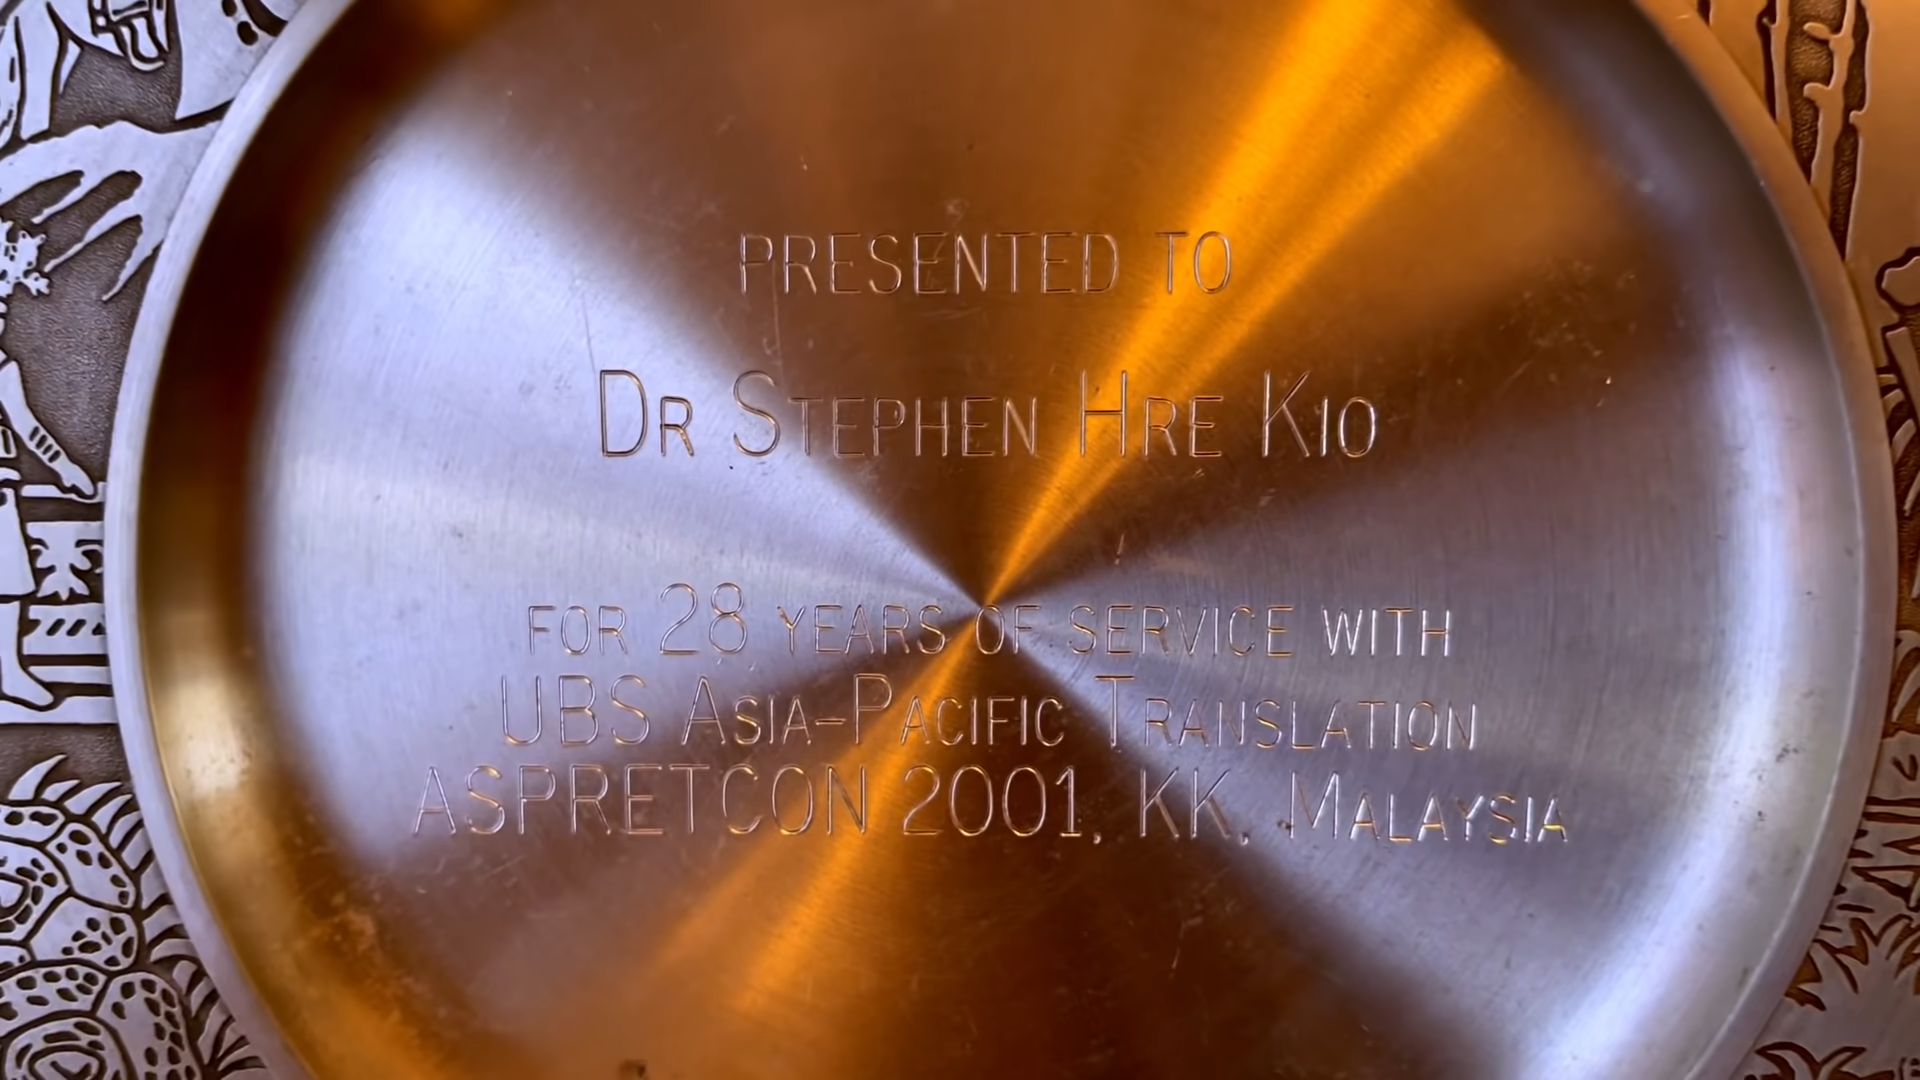 PRESENTED TO
DR STEPHEN HRE KIO
FOR 28 YEARS OF SERVICE WITH
UBS ASIA-PACIFIC TRANSLATION
ASPRETCON 2001, KK, MALAYSIA